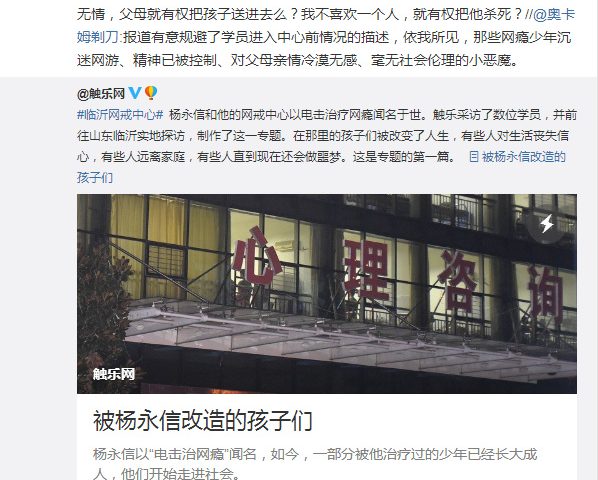 无情，父母就有权把孩子送进去么？我不喜欢一个人，就有权把他杀死？//@奥卡
姆剃刀:报道有意规避了学员进入中心前情况的描述，依我所见，那些网瘾少年沉
迷网游、精神已被控制、对父母亲情冷漠无感、毫无社会伦理的小恶魔。
@触乐网
#临沂网戒中心# 杨永信和他的网戒中心以电击治疗网瘾闻名于世。触乐采访了数位学员，并前
往山东临沂实地探访，制作了这一专题。在那里的孩子们被改变了人生，有些人对生活丧失信
心，有些人远离家庭，有些人直到现在还会做噩梦。这是专题的第一篇。 被杨永信改造的
孩子们
心理咨询
触乐网
被杨永信改造的孩子们
杨永信以“电击治网瘾”闻名，如今，一部分被他治疗过的少年已经长大成
人，他们开始走进社会。